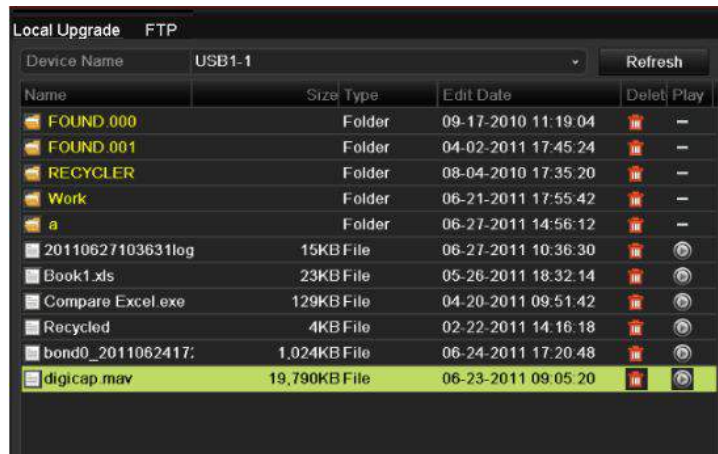 Local Upgrade FTP
Device Name USB1-1 Refresh
Name Size Type Edit Date Delet Play
FOUND.000 Folder 09-17-2010 11:19:04 –
FOUND.001 Folder 04-02-2011 17:45:24 –
RECYCLER Folder 08-04-2010 17:35:20 –
Work Folder 06-21-2011 17:55:42 –
a Folder 06-27-2011 14:56:12 –
20110627103631log 15KB File 06-27-2011 10:36:30
Book1.xls 23KB File 05-26-2011 18:32:14
Compare Excel.exe 129KB File 04-20-2011 09:51:42
Recycled 4KB File 02-22-2011 14:16:18
bond0_2011062417: 1,024KB File 06-24-2011 17:20:48
digicap.mav 19,790KB File 06-23-2011 09:05:20